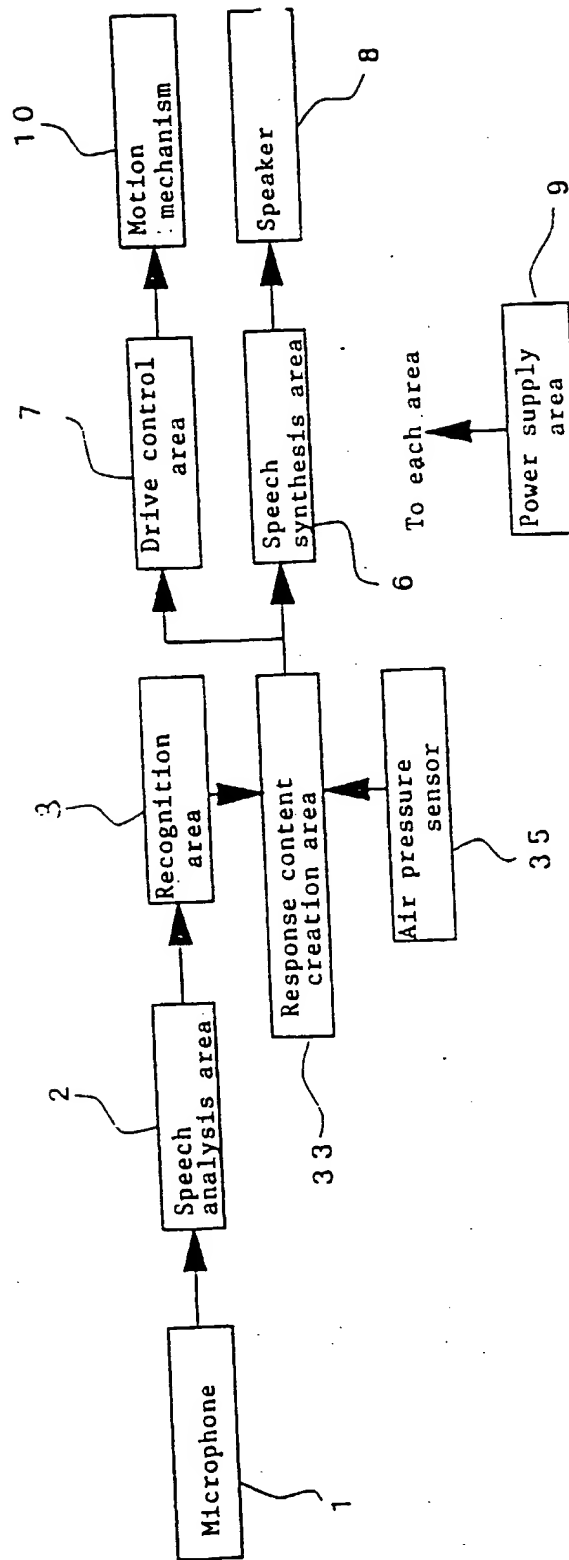 1
Microphone
2
Speech
analysis area
3
Recognition
area
33
Response content
creation area
35
Air pressure
sensor
7
Drive control
area
6
Speech
synthesis area
10
Motion
mechanism
8
Speaker
To each area
9
Power supply
area